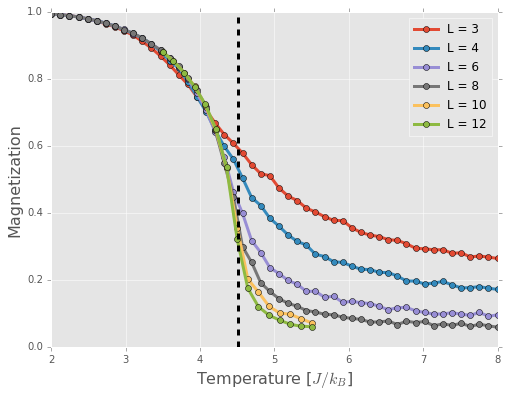 1.0
0.8
0.6
0.4
0.2
0.0
Magnetization
L = 3
L = 4
L = 6
L = 8
L = 10
L = 12
2 3 4 5 6 7 8
Temperature [J/k_B]